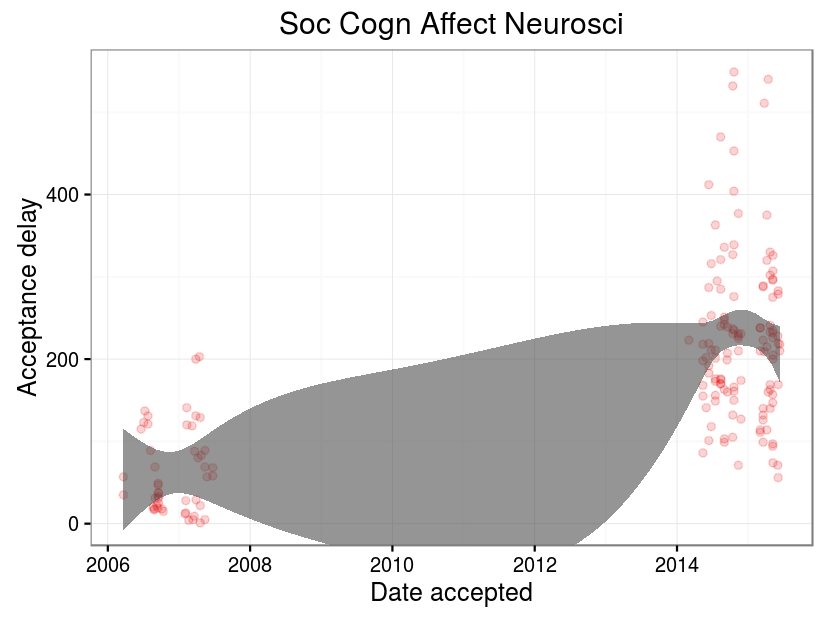 Soc Cogn Affect Neurosci
Acceptance delay
400
200
0
2006 2008 2010 2012 2014
Date accepted